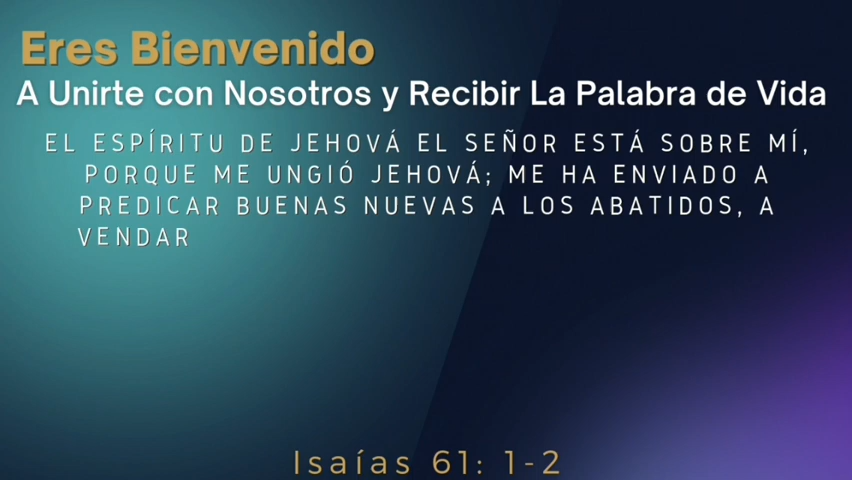 Eres Bienvenido
A Unirte con Nosotros y Recibir La Palabra de Vida
EL ESPÍRITU DE JEHOVÁ EL SEÑOR ESTÁ SOBRE MÍ,
PORQUE ME UNGIÓ JEHOVÁ; ME HA ENVIADO A
PREDICAR BUENAS NUEVAS A LOS ABATIDOS, A
VENDAR
Isaías 61: 1-2